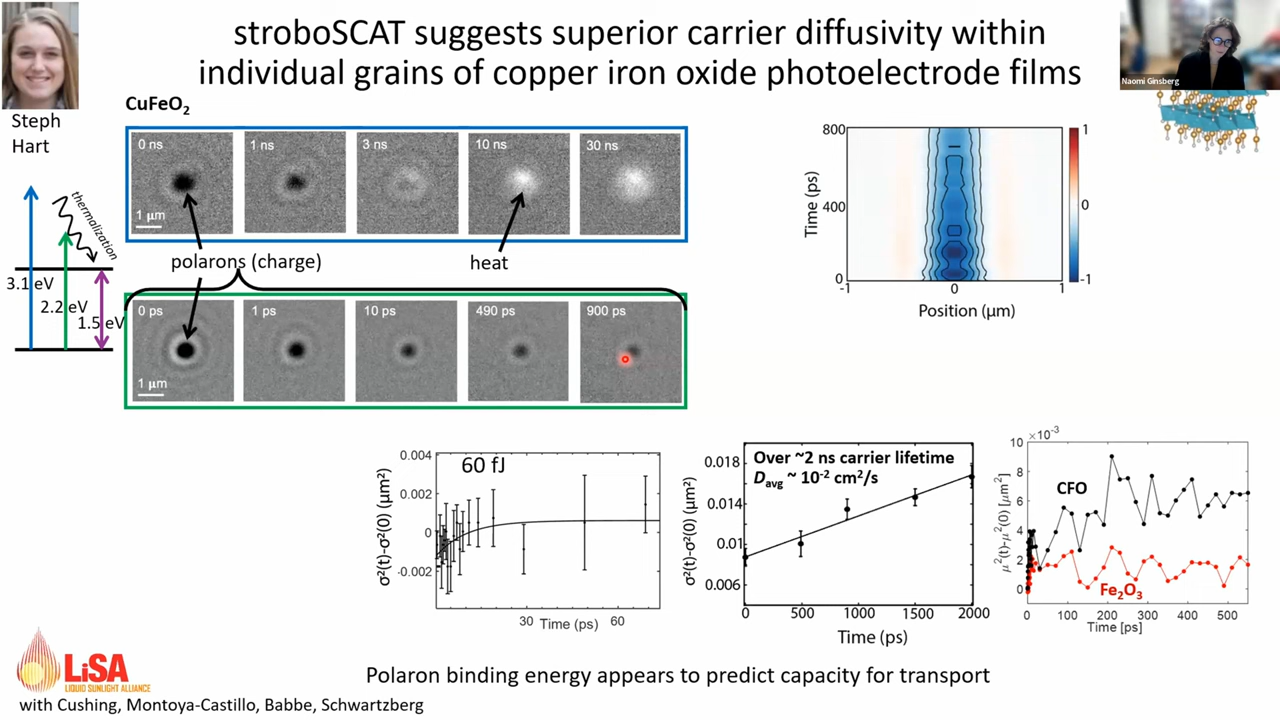 stroboSCAT suggests superior carrier diffusivity within
individual grains of copper iron oxide photoelectrode films
Naomi Ginsberg
Steph
Hart
CuFeO₂
0 ns
1 ns
3 ns
10 ns
30 ns
1 μm
thermalization
polarons (charge)
heat
3.1 eV
2.2 eV
1.5 eV
0 ps
1 ps
10 ps
490 ps
900 ps
1 μm
800
400
0
Time (ps)
-1
0
1
Position (μm)
1
0
-1
60 fJ
0.004
0.002
0
-0.002
σ²(t)-σ²(0) (μm²)
30
Time (ps)
60
Over ~2 ns carrier lifetime
Davg ~ 10⁻² cm²/s
0.018
0.014
0.01
0.006
σ²(t)-σ²(0) (μm²)
0
500
1000
1500
2000
Time (ps)
×10⁻³
10
8
6
4
2
0
μ²(t)-μ²(0) [μm²]
CFO
Fe₂O₃
0
100
200
300
400
500
Time [ps]
Polaron binding energy appears to predict capacity for transport
LiSA
LIQUID SUNLIGHT ALLIANCE
with Cushing, Montoya-Castillo, Babbe, Schwartzberg